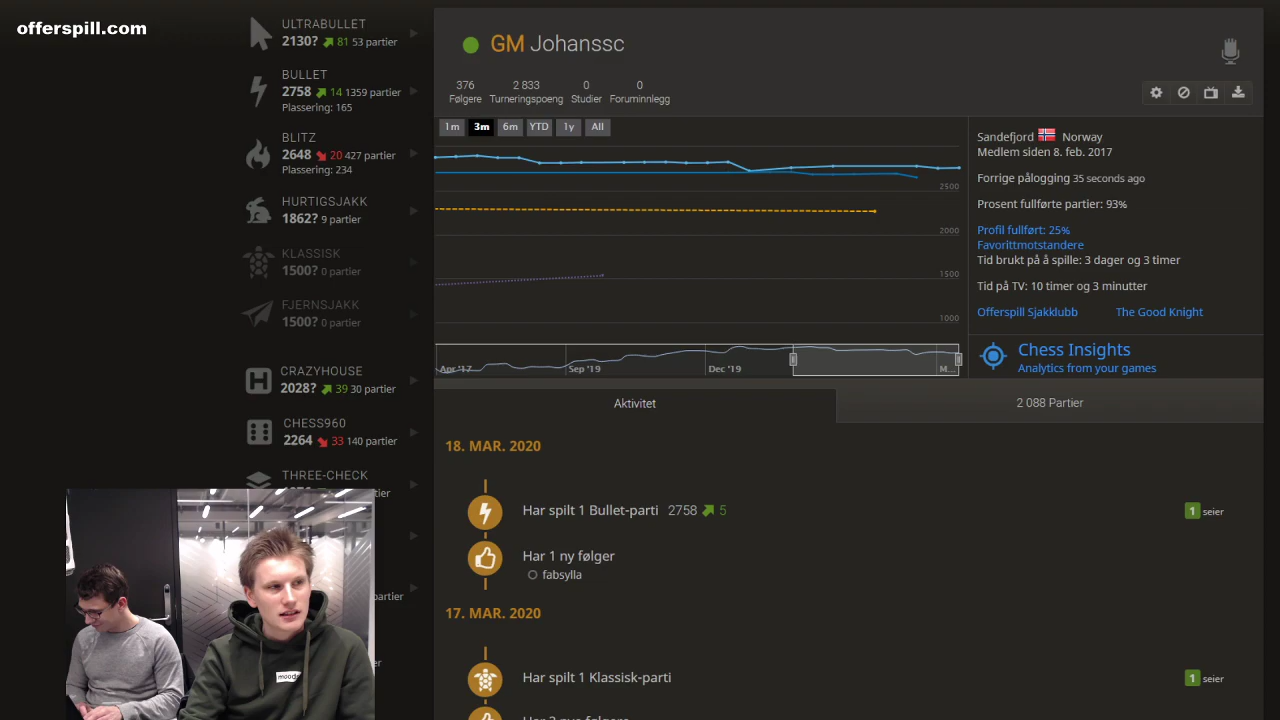 offerspill.com
ULTRABULLET
2130? 81 53 partier
BULLET
2758 14 1359 partier
Plassering: 165
BLITZ
2648 20 427 partier
Plassering: 234
HURTIGSJAKK
1862? 9 partier
KLASSISK
1500? 0 partier
FJERNSJAKK
1500? 0 partier
CRAZYHOUSE
2028? 39 30 partier
CHESS960
2264 33 140 partier
THREE-CHECK
partier
GM Johanssc
376 2 833 0 0
Følgere Turneringspoeng Studier Foruminnlegg
1m 3m 6m YTD 1y All
2500
2000
1500
1000
Apr '17 Sep '19 Dec '19 M...
Sandefjord Norway
Medlem siden 8. feb. 2017
Forrige pålogging 35 seconds ago
Prosent fullførte partier: 93%
Profil fullført: 25%
Favorittmotstandere
Tid brukt på å spille: 3 dager og 3 timer
Tid på TV: 10 timer og 3 minutter
Offerspill Sjakklubb The Good Knight
Chess Insights
Analytics from your games
Aktivitet 2 088 Partier
18. MAR. 2020
Har spilt 1 Bullet-parti 2758 5 1 seier
Har 1 ny følger
fabsylla
17. MAR. 2020
Har spilt 1 Klassisk-parti 1 seier
moods